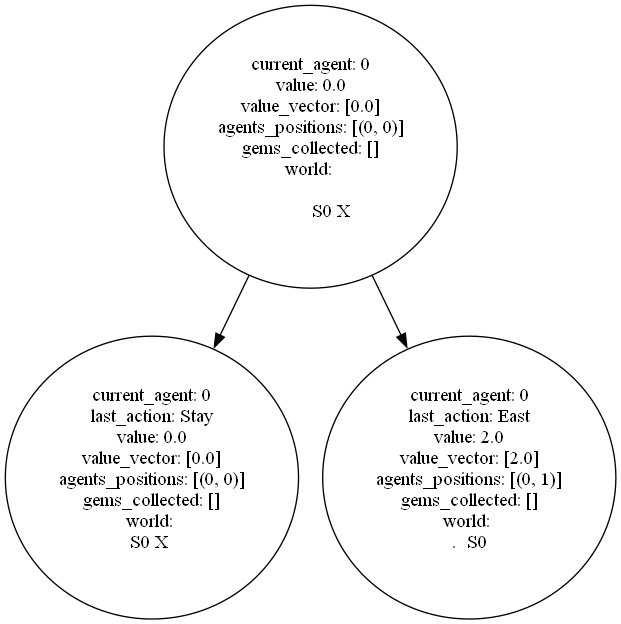 current_agent: 0
value: 0.0
value_vector: [0.0]
agents_positions: [(0, 0)]
gems_collected: []
world:
S0 X
current_agent: 0
last_action: Stay
value: 0.0
value_vector: [0.0]
agents_positions: [(0, 0)]
gems_collected: []
world:
S0 X
current_agent: 0
last_action: East
value: 2.0
value_vector: [2.0]
agents_positions: [(0, 1)]
gems_collected: []
world:
. S0